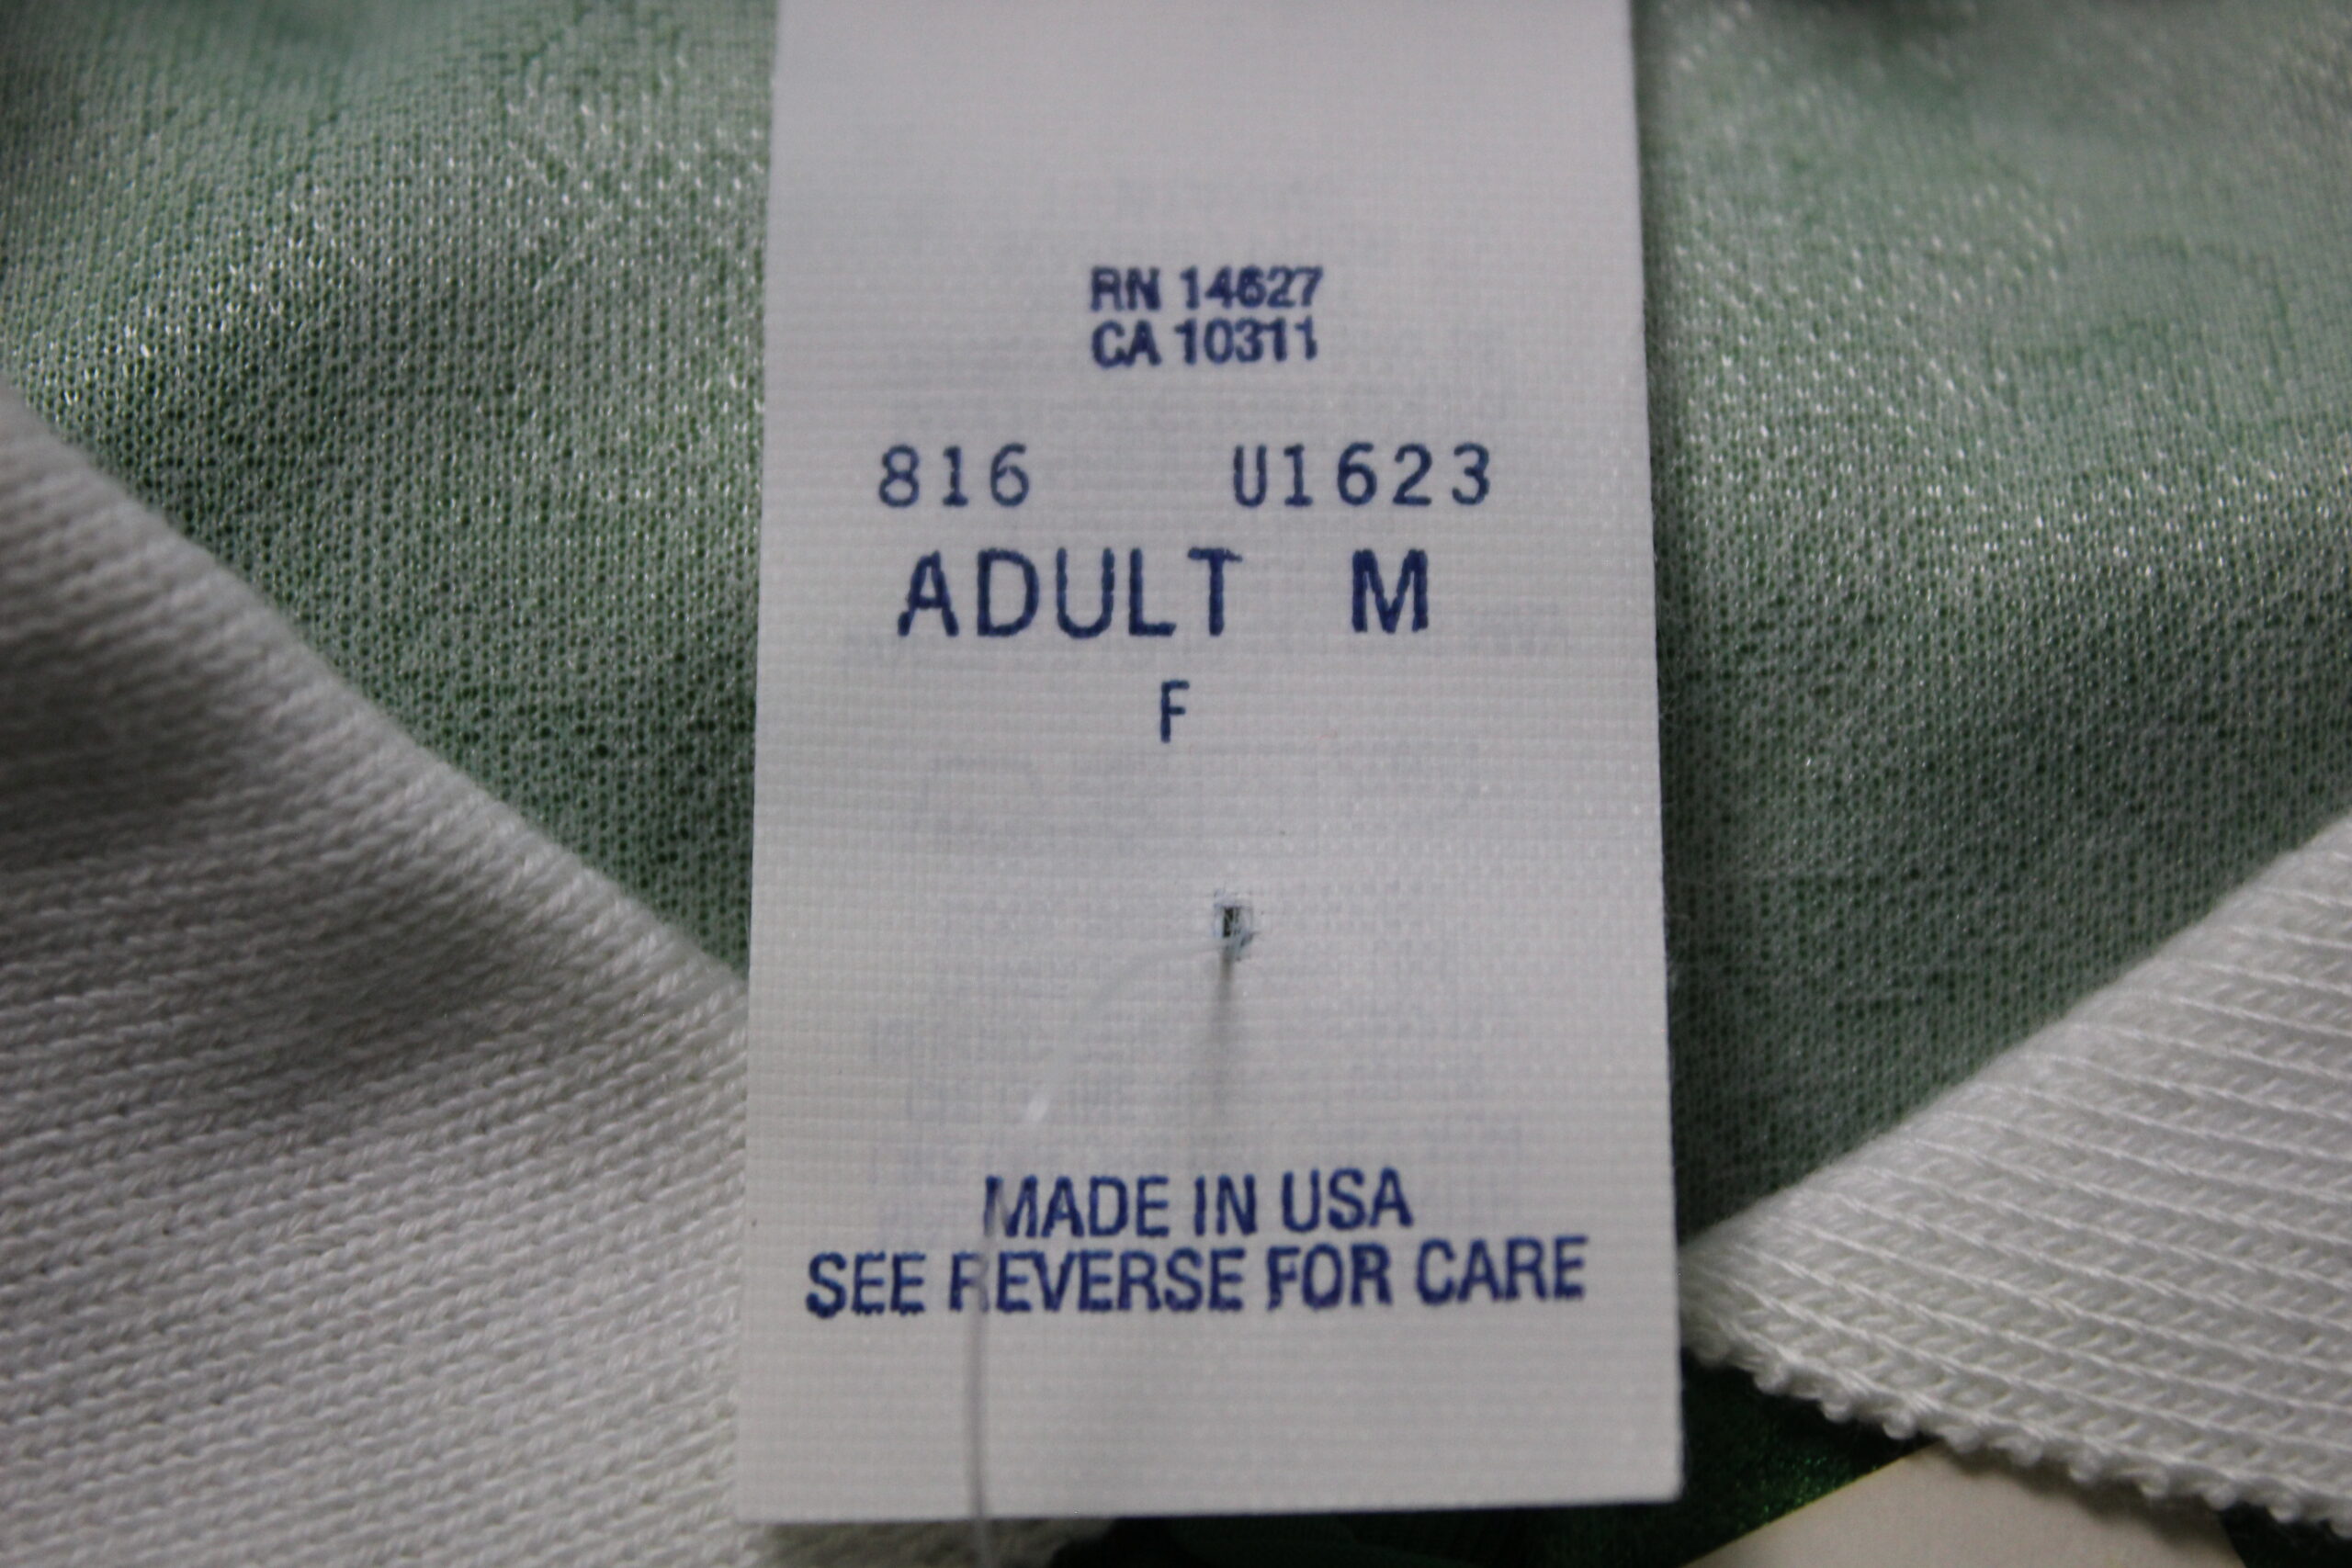 RN 14627
CA 10311
816 U1623
ADULT M
F
MADE IN USA
SEE REVERSE FOR CARE